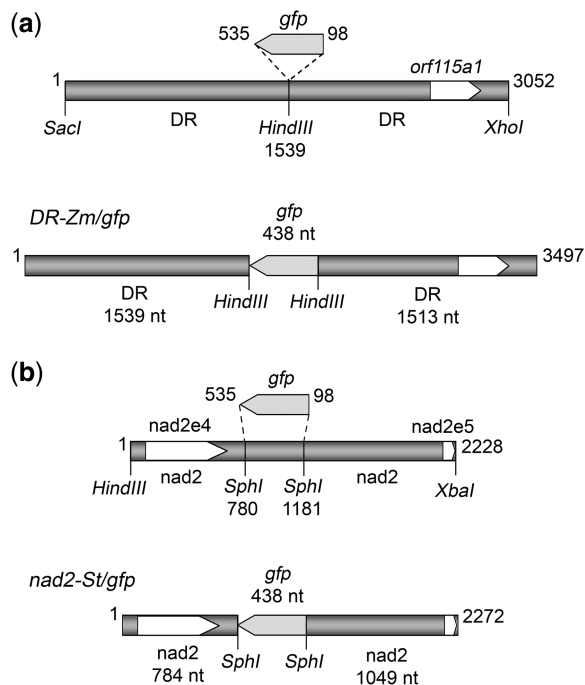 (a)
gfp
535
98
orf115a1
1
3052
SacI
DR
HindIII
DR
XhoI
1539
DR-Zm/gfp
gfp
438 nt
1
3497
DR
HindIII
HindIII
DR
1539 nt
1513 nt
(b)
gfp
535
98
nad2e4
nad2e5
1
2228
HindIII
nad2
SphI
SphI
nad2
XbaI
780
1181
nad2-St/gfp
gfp
438 nt
1
2272
nad2
SphI
SphI
nad2
784 nt
1049 nt